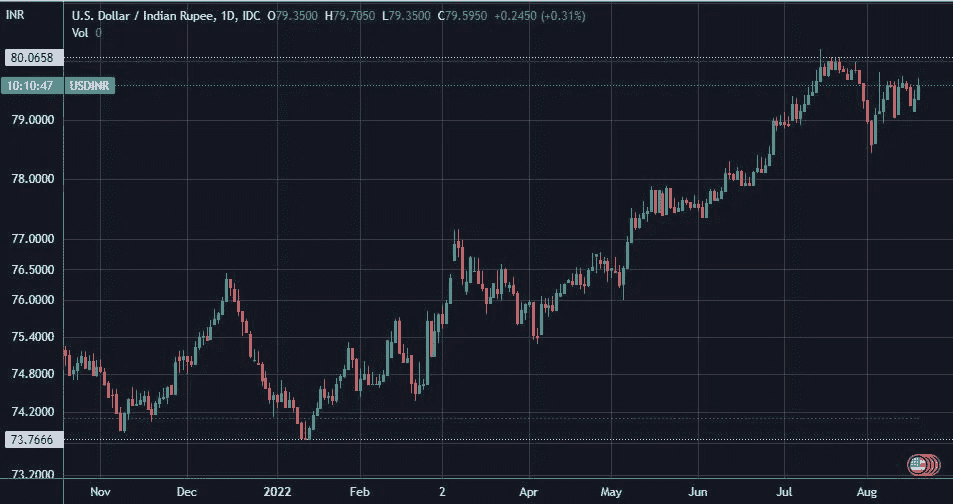 INR
U.S. Dollar / Indian Rupee, 1D, IDC O79.3500 H79.7050 L79.3500 C79.5950 +0.2450 (+0.31%)
Vol 0
80.0658
10:10:47 USDINR
79.0000
78.0000
77.0000
76.5000
76.0000
75.4000
74.8000
74.2000
73.7666
73.2000
Nov Dec 2022 Feb 2 Apr May Jun Jul Aug